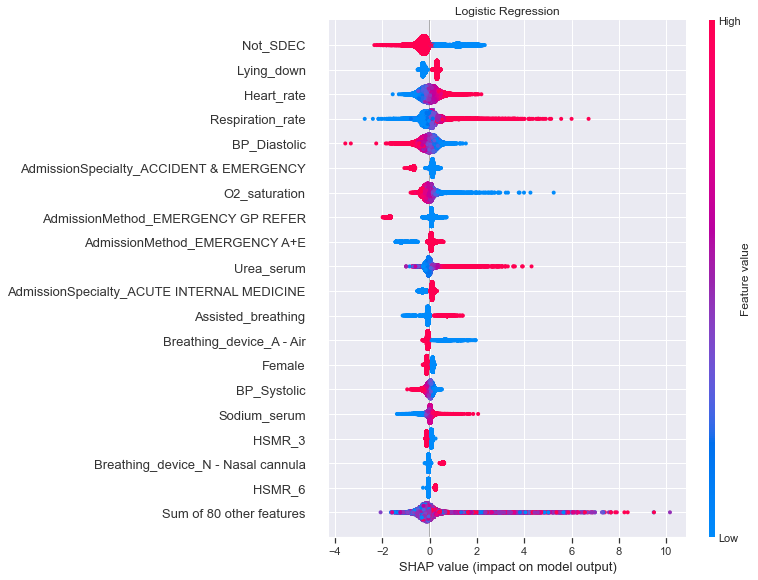 Logistic Regression
High
Not_SDEC
Lying_down
Heart_rate
Respiration_rate
BP_Diastolic
AdmissionSpecialty_ACCIDENT & EMERGENCY
O2_saturation
AdmissionMethod_EMERGENCY GP REFER
AdmissionMethod_EMERGENCY A+E
Urea_serum
AdmissionSpecialty_ACUTE INTERNAL MEDICINE
Assisted_breathing
Breathing_device_A - Air
Female
BP_Systolic
Sodium_serum
HSMR_3
Breathing_device_N - Nasal cannula
HSMR_6
Sum of 80 other features
Feature value
Low
−4 −2 0 2 4 6 8 10
SHAP value (impact on model output)